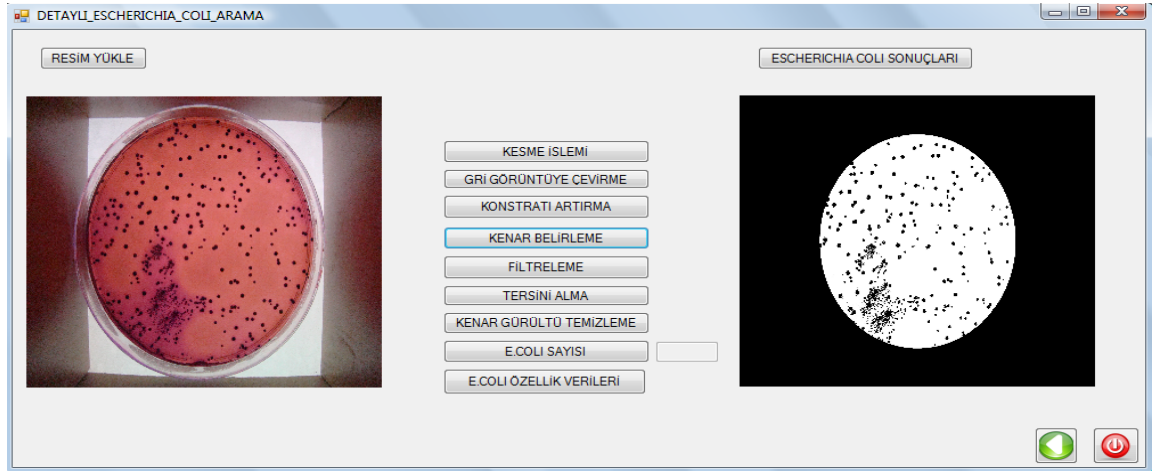 DETAYLI_ESCHERICHIA_COLI_ARAMA
RESİM YÜKLE
ESCHERICHIA COLI SONUÇLARI
KESME İSLEMİ
GRİ GÖRÜNTÜYE ÇEVİRME
KONSTRATI ARTIRMA
KENAR BELİRLEME
FİLTRELEME
TERSİNİ ALMA
KENAR GÜRÜLTÜ TEMİZLEME
E.COLI SAYISI
E.COLI ÖZELLİK VERİLERİ